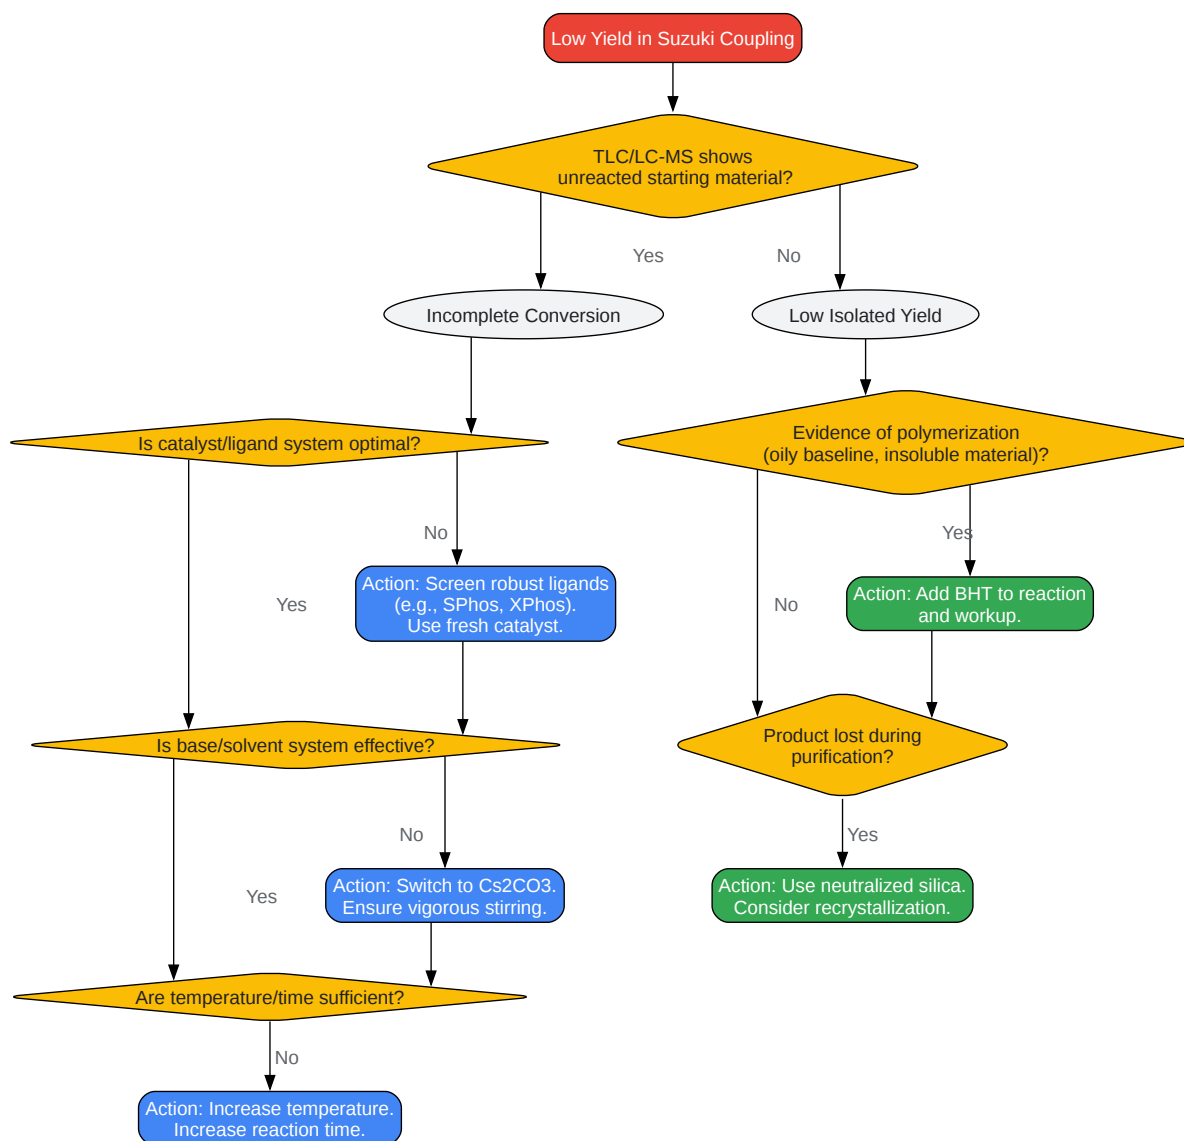 Low Yield in Suzuki Coupling
TLC/LC-MS shows
unreacted starting material?
Yes
No
Incomplete Conversion
Low Isolated Yield
Is catalyst/ligand system optimal?
Evidence of polymerization
(oily baseline, insoluble material)?
No
Yes
Action: Screen robust ligands
(e.g., SPhos, XPhos).
Use fresh catalyst.
Yes
No
Action: Add BHT to reaction
and workup.
Is base/solvent system effective?
Product lost during
purification?
No
Yes
Action: Switch to Cs2CO3.
Ensure vigorous stirring.
Yes
Action: Use neutralized silica.
Consider recrystallization.
Are temperature/time sufficient?
No
Action: Increase temperature.
Increase reaction time.